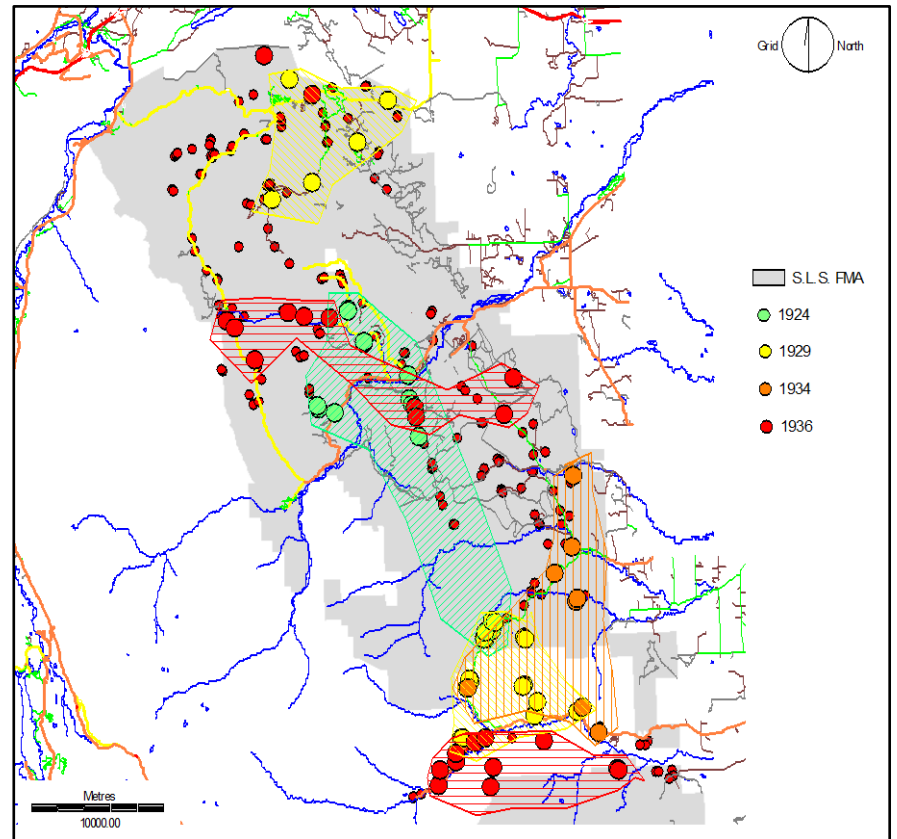 Grid North
S.L.S. FMA
1924
1929
1934
1936
Metres
10000.00